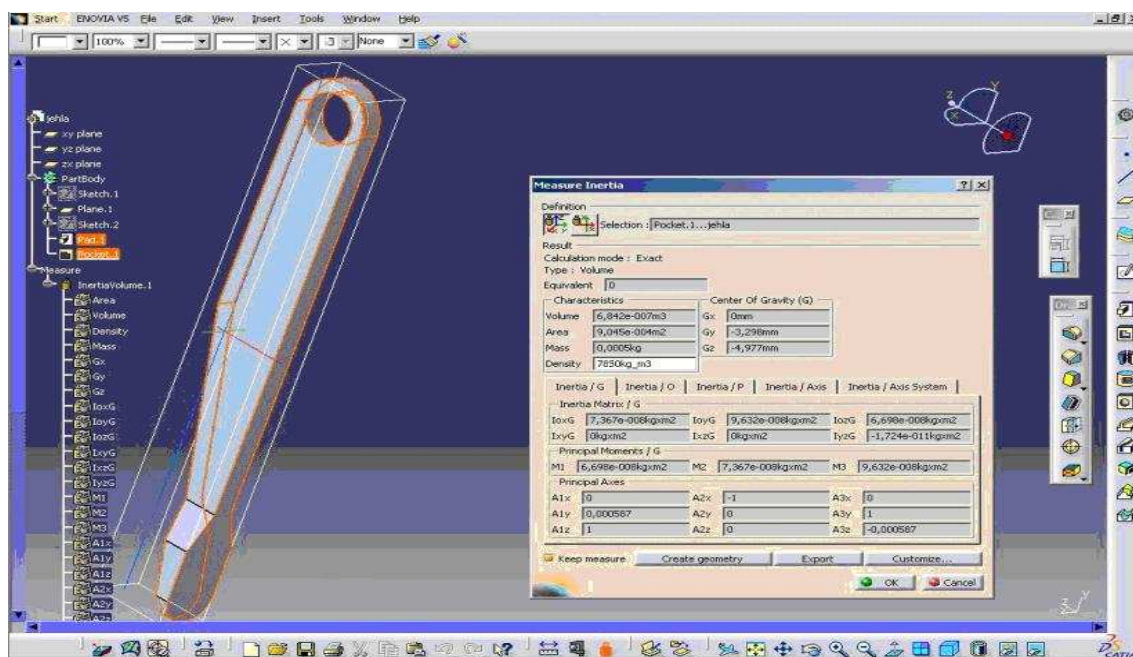 Start ENOVIA V5 File Edit View Insert Tools Window Help
100% None
jehla
xy plane
yz plane
zx plane
PartBody
Sketch.1
Plane.1
Sketch.2
Pad.1
Pocket.1
Measure
InertiaVolume.1
Area
Volume
Density
Mass
Gx
Gy
Gz
IoxG
IoyG
IozG
IxyG
IxzG
IyzG
M1
M2
M3
A1x
A1y
A1z
A2x
A2y
Z Y
X
Measure Inertia
Definition
Selection : Pocket.1...jehla
Result
Calculation mode : Exact
Type : Volume
Equivalent 0
Characteristics Center Of Gravity (G)
Volume 6,842e-007m3 Gx 0mm
Area 9,045e-004m2 Gy -3,298mm
Mass 0,0005kg Gz -4,977mm
Density 7850kg_m3
Inertia / G Inertia / O Inertia / P Inertia / Axis Inertia / Axis System
Inertia Matrix / G
IoxG 7,367e-008kgxm2 IoyG 9,632e-008kgxm2 IozG 6,698e-008kgxm2
IxyG 0kgxm2 IxzG 0kgxm2 IyzG -1,724e-011kgxm2
Principal Moments / G
M1 6,698e-008kgxm2 M2 7,367e-008kgxm2 M3 9,632e-008kgxm2
Principal Axes
A1x 0 A2x -1 A3x 0
A1y 0,000587 A2y 0 A3y 1
A1z 1 A2z 0 A3z -0,000587
Keep measure Create geometry Export Customize...
OK Cancel
CATIA